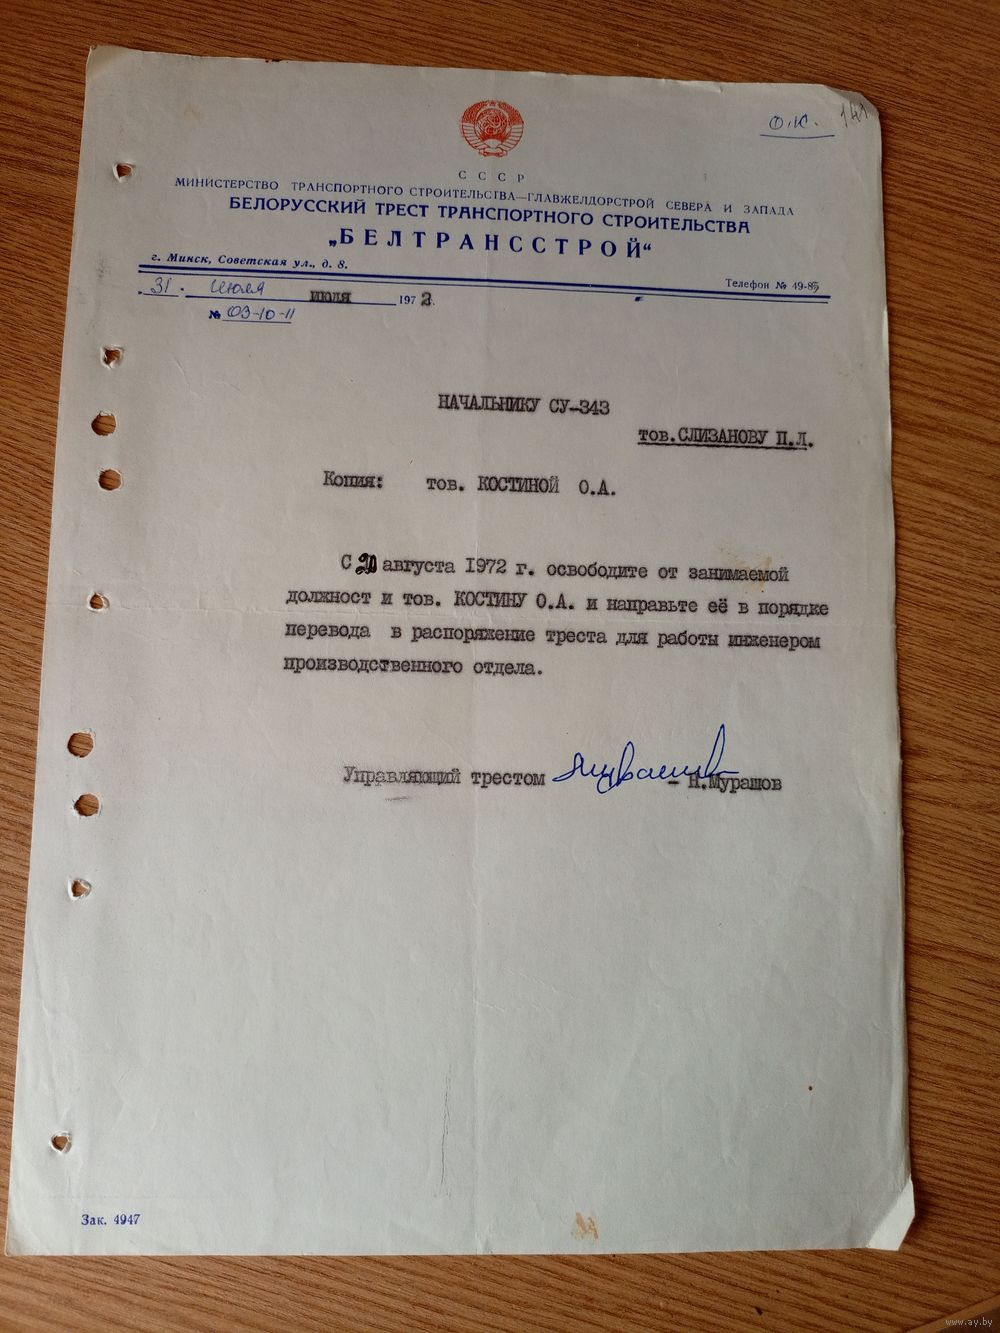 О.К. 141
С С С Р
МИНИСТЕРСТВО ТРАНСПОРТНОГО СТРОИТЕЛЬСТВА—ГЛАВЖЕЛДОРСТРОЙ СЕВЕРА И ЗАПАДА
БЕЛОРУССКИЙ ТРЕСТ ТРАНСПОРТНОГО СТРОИТЕЛЬСТВА
„БЕЛТРАНССТРОЙ“
г. Минск, Советская ул., д. 8.
Телефон № 49-85
31. июля июля 1972.
№ 03-10-11
НАЧАЛЬНИКУ СУ-343
тов.СЛИЗАНОВУ П.Л.
Копия: тов. КОСТИНОЙ О.А.
С августа 1972 г. освободите от занимаемой
должност и тов. КОСТИНУ О.А. и направьте её в порядке
перевода в распоряжение треста для работы инженером
производственного отдела.
Управляющий трестом – Н.Мурашов
Зак. 4947
www.ay.by